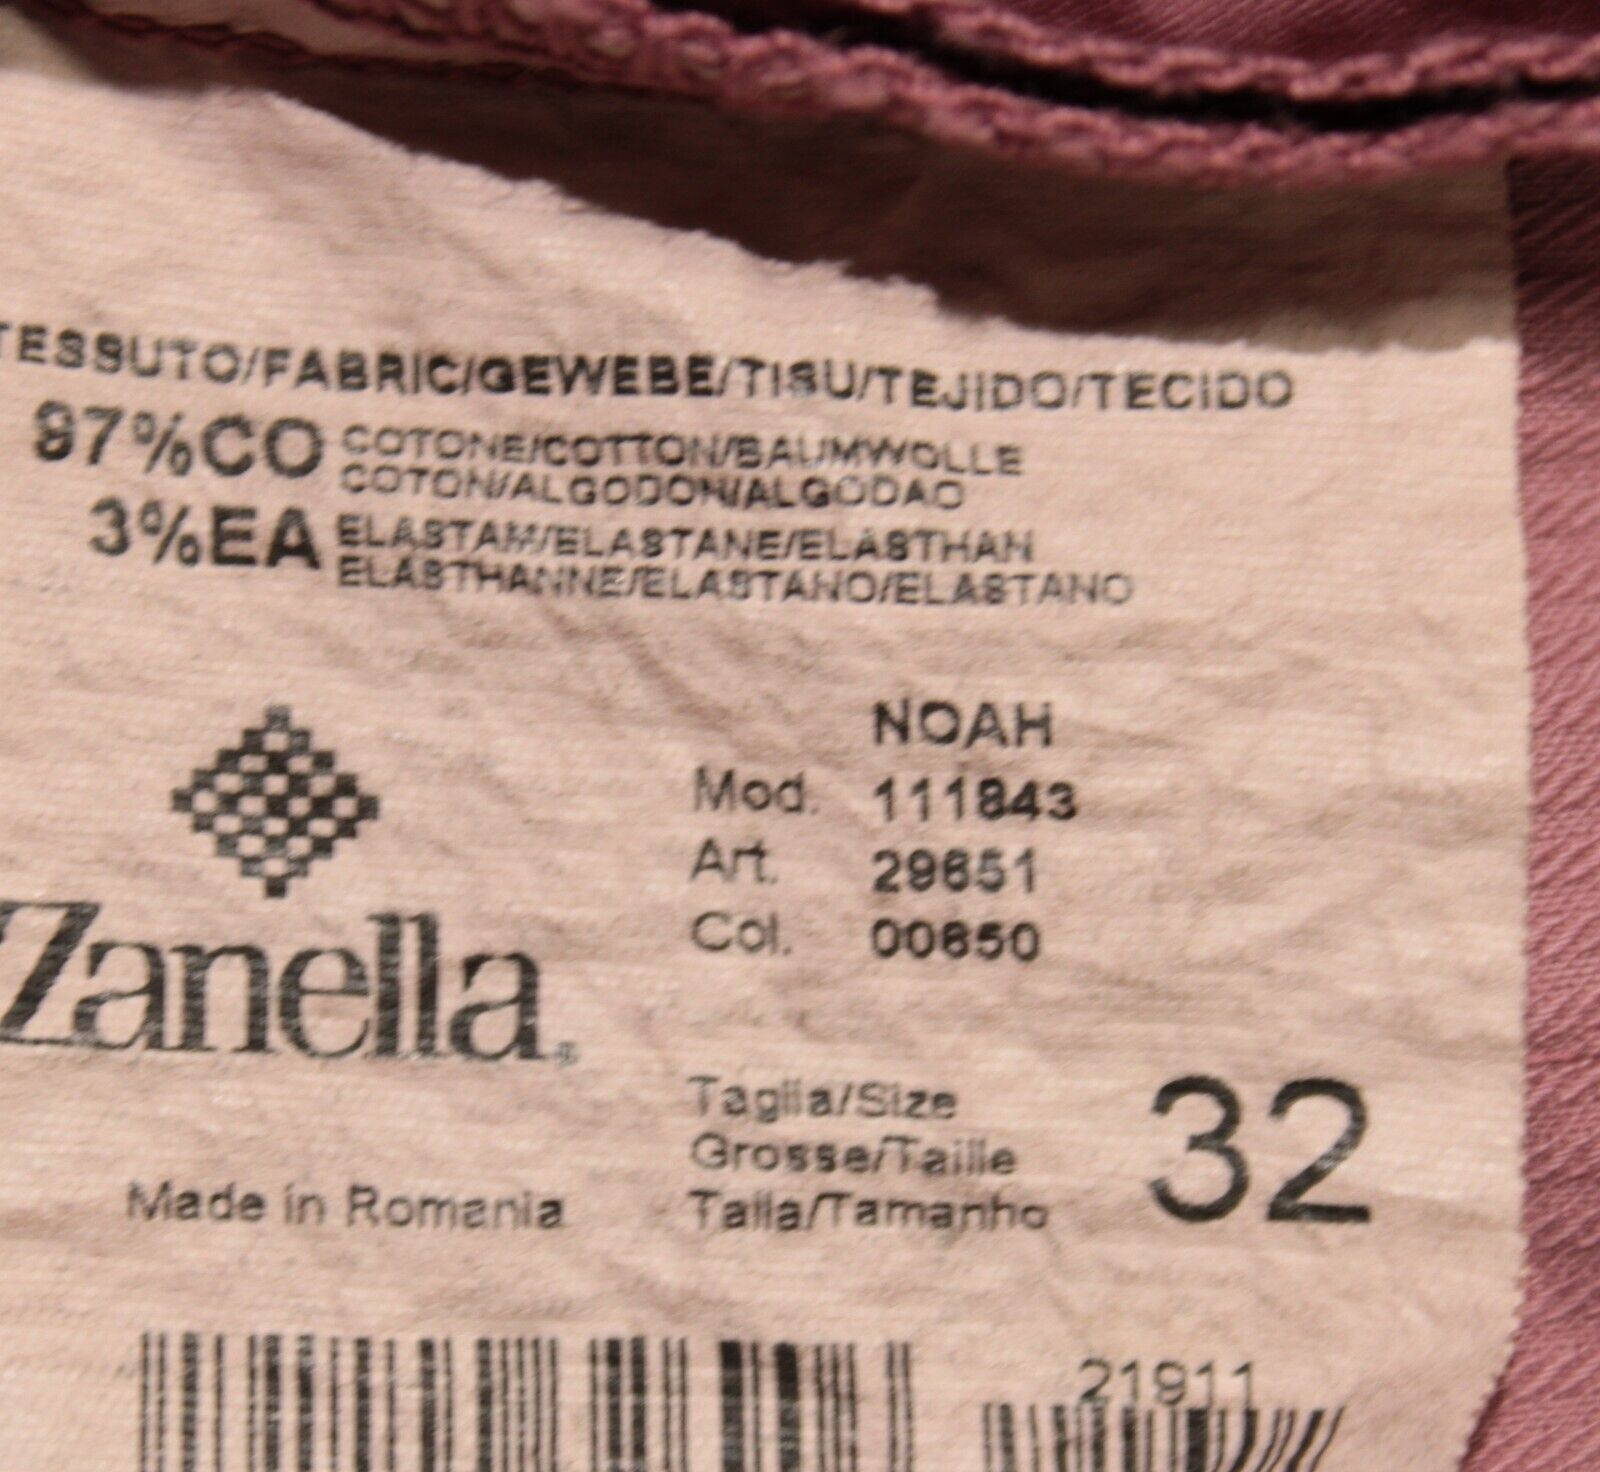 TESSUTO/FABRIC/GEWEBE/TISU/TEJIDO/TECIDO
97%CO COTONE/COTTON/BAUMWOLLE
COTON/ALGODON/ALGODAO
3%EA ELASTAM/ELASTANE/ELASTHAN
ELASTHANNE/ELASTANO/ELASTANO
NOAH
Mod. 111843
Art. 29651
Col. 00650
Zanella®
Taglia/Size
Grosse/Taille
Talla/Tamanho
32
Made in Romania
21911